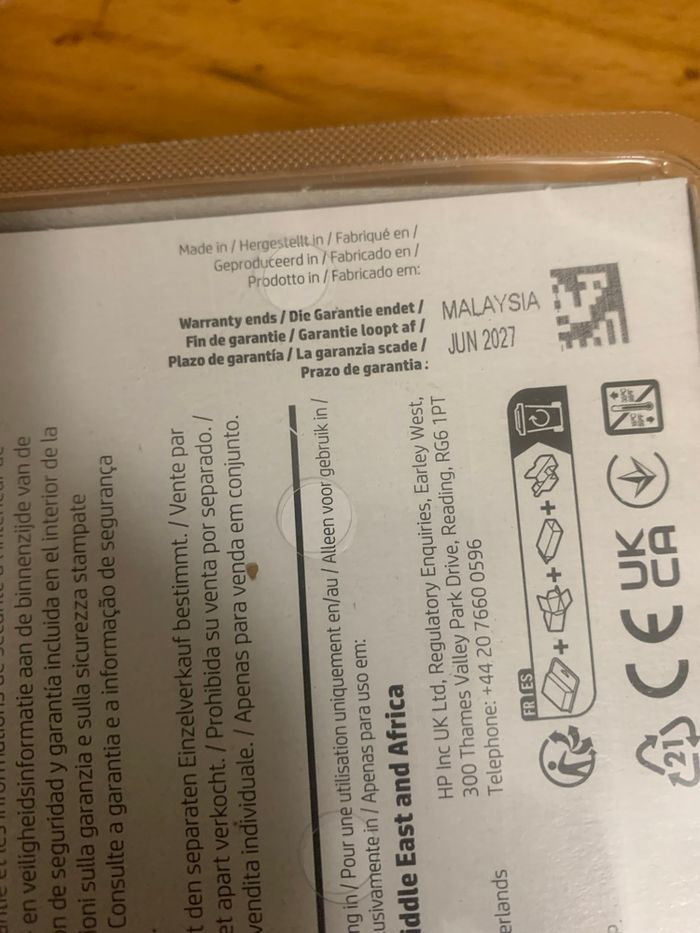 Made in / Hergestellt in / Fabriqué en /
Geproduceerd in / Fabricado en /
Prodotto in / Fabricado em:
Warranty ends / Die Garantie endet /
Fin de garantie / Garantie loopt af /
Plazo de garantía / La garanzia scade /
Prazo de garantia :
MALAYSIA
JUN 2027
en veiligheidsinformatie aan de binnenzijde van de
de seguridad y garantía incluida en el interior de la
sulla garanzia e sulla sicurezza stampate
Consulte a garantia e a informação de segurança
den separaten Einzelverkauf bestimmt. / Vente par
apart verkocht. / Prohibida su venta por separado. /
vendita individuale. / Apenas para venda em conjunto.
in / Pour une utilisation uniquement en/au / Alleen voor gebruik in /
in / Apenas para uso em:
East and Africa
HP Inc UK Ltd, Regulatory Enquiries, Earley West,
300 Thames Valley Park Drive, Reading, RG6 1PT
Telephone: +44 20 7660 0596
FR ES
CE
UK
CA
21